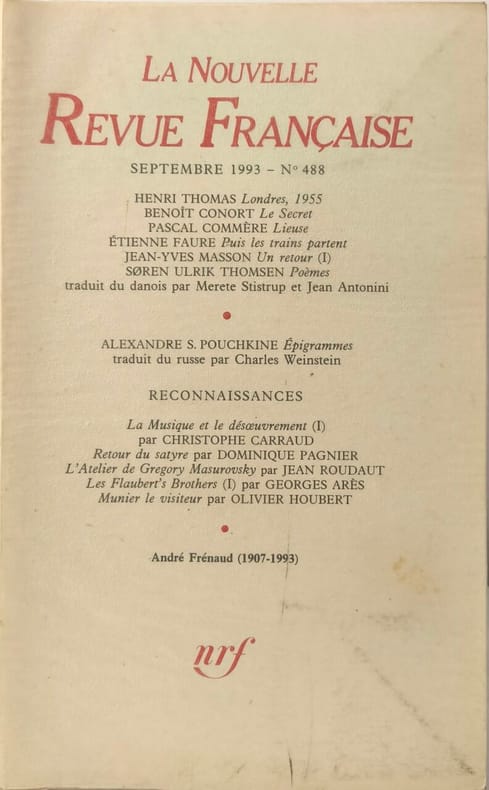 LA NOUVELLE
REVUE FRANÇAISE
SEPTEMBRE 1993 – Nº 488
HENRI THOMAS Londres, 1955
BENOÎT CONORT Le Secret
PASCAL COMMÈRE Lieuse
ÉTIENNE FAURE Puis les trains partent
JEAN-YVES MASSON Un retour (I)
SØREN ULRIK THOMSEN Poèmes
traduit du danois par Merete Stistrup et Jean Antonini
ALEXANDRE S. POUCHKINE Épigrammes
traduit du russe par Charles Weinstein
RECONNAISSANCES
La Musique et le désœuvrement (I)
par CHRISTOPHE CARRAUD
Retour du satyre par DOMINIQUE PAGNIER
L'Atelier de Gregory Masurovsky par JEAN ROUDAUT
Les Flaubert's Brothers (I) par GEORGES ARÈS
Munier le visiteur par OLIVIER HOUBERT
André Frénaud (1907-1993)
nrf